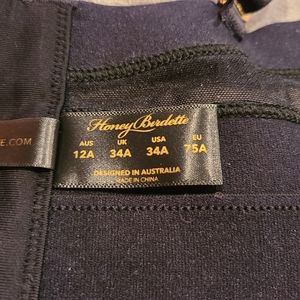 E.COM
Honey Birdette
AUS UK USA EU
12A 34A 34A 75A
DESIGNED IN AUSTRALIA
MADE IN CHINA